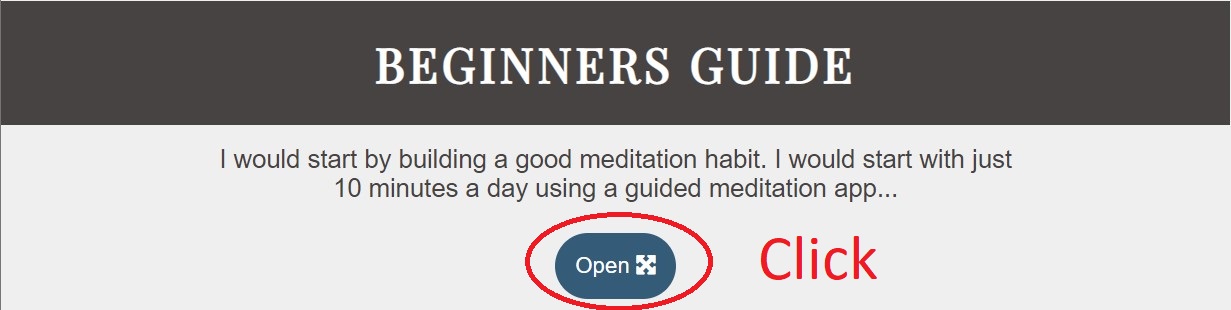 BEGINNERS GUIDE
I would start by building a good meditation habit. I would start with just
10 minutes a day using a guided meditation app...
Open
Click